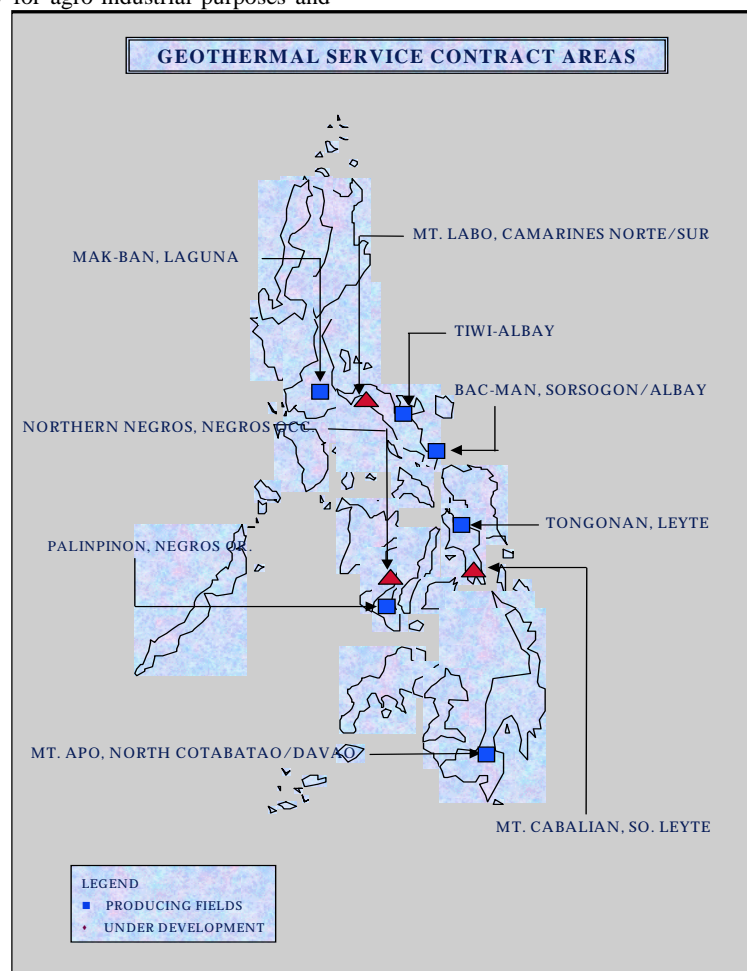 for agro-industrial purposes and
GEOTHERMAL SERVICE CONTRACT AREAS
MT. LABO, CAMARINES NORTE/SUR
MAK-BAN, LAGUNA
TIWI-ALBAY
BAC-MAN, SORSOGON/ALBAY
NORTHERN NEGROS, NEGROS OCC.
TONGONAN, LEYTE
PALINPINON, NEGROS OR.
MT. APO, NORTH COTABATAO/DAVAO
MT. CABALIAN, SO. LEYTE
LEGEND
PRODUCING FIELDS
UNDER DEVELOPMENT